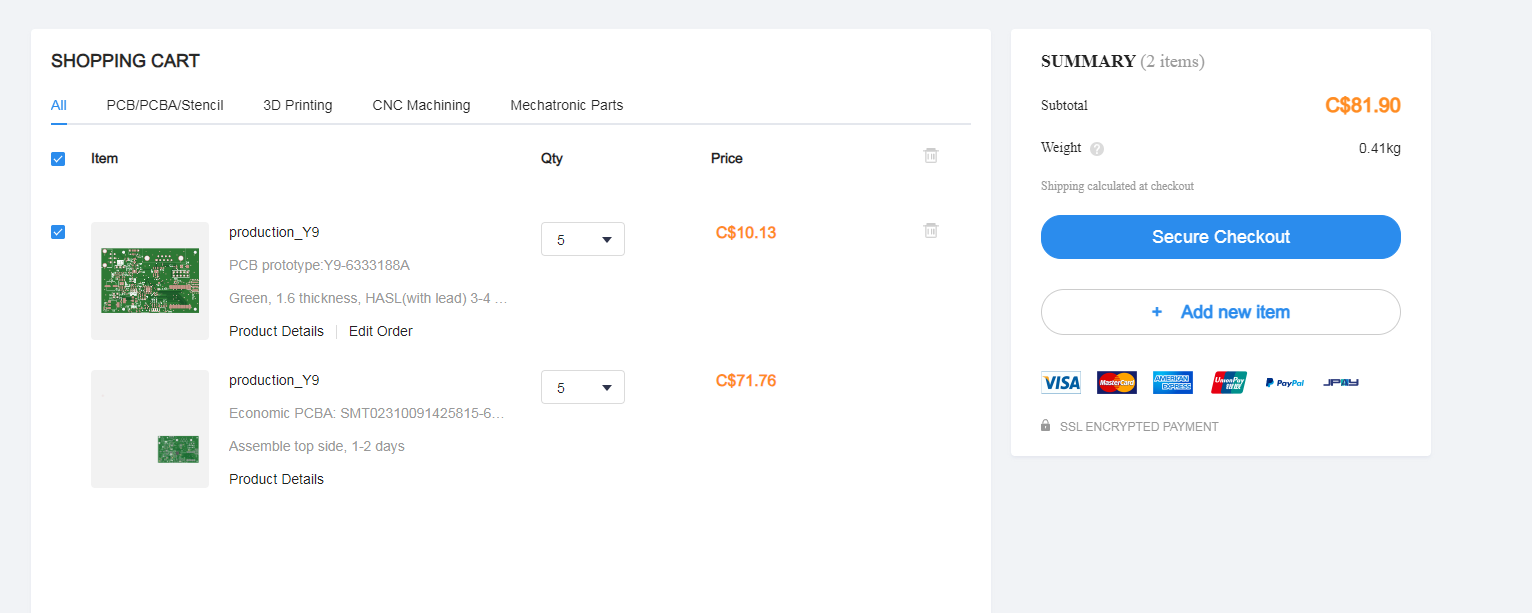 SHOPPING CART
All PCB/PCBA/Stencil 3D Printing CNC Machining Mechatronic Parts
Item Qty Price
production_Y9 5 C$10.13
PCB prototype:Y9-6333188A
Green, 1.6 thickness, HASL(with lead) 3-4 ...
Product Details Edit Order
production_Y9 5 C$71.76
Economic PCBA: SMT02310091425815-6...
Assemble top side, 1-2 days
Product Details
SUMMARY (2 items)
Subtotal C$81.90
Weight ? 0.41kg
Shipping calculated at checkout
Secure Checkout
+ Add new item
VISA MasterCard AMERICAN EXPRESS UnionPay 银联 PayPal JPAY
SSL ENCRYPTED PAYMENT